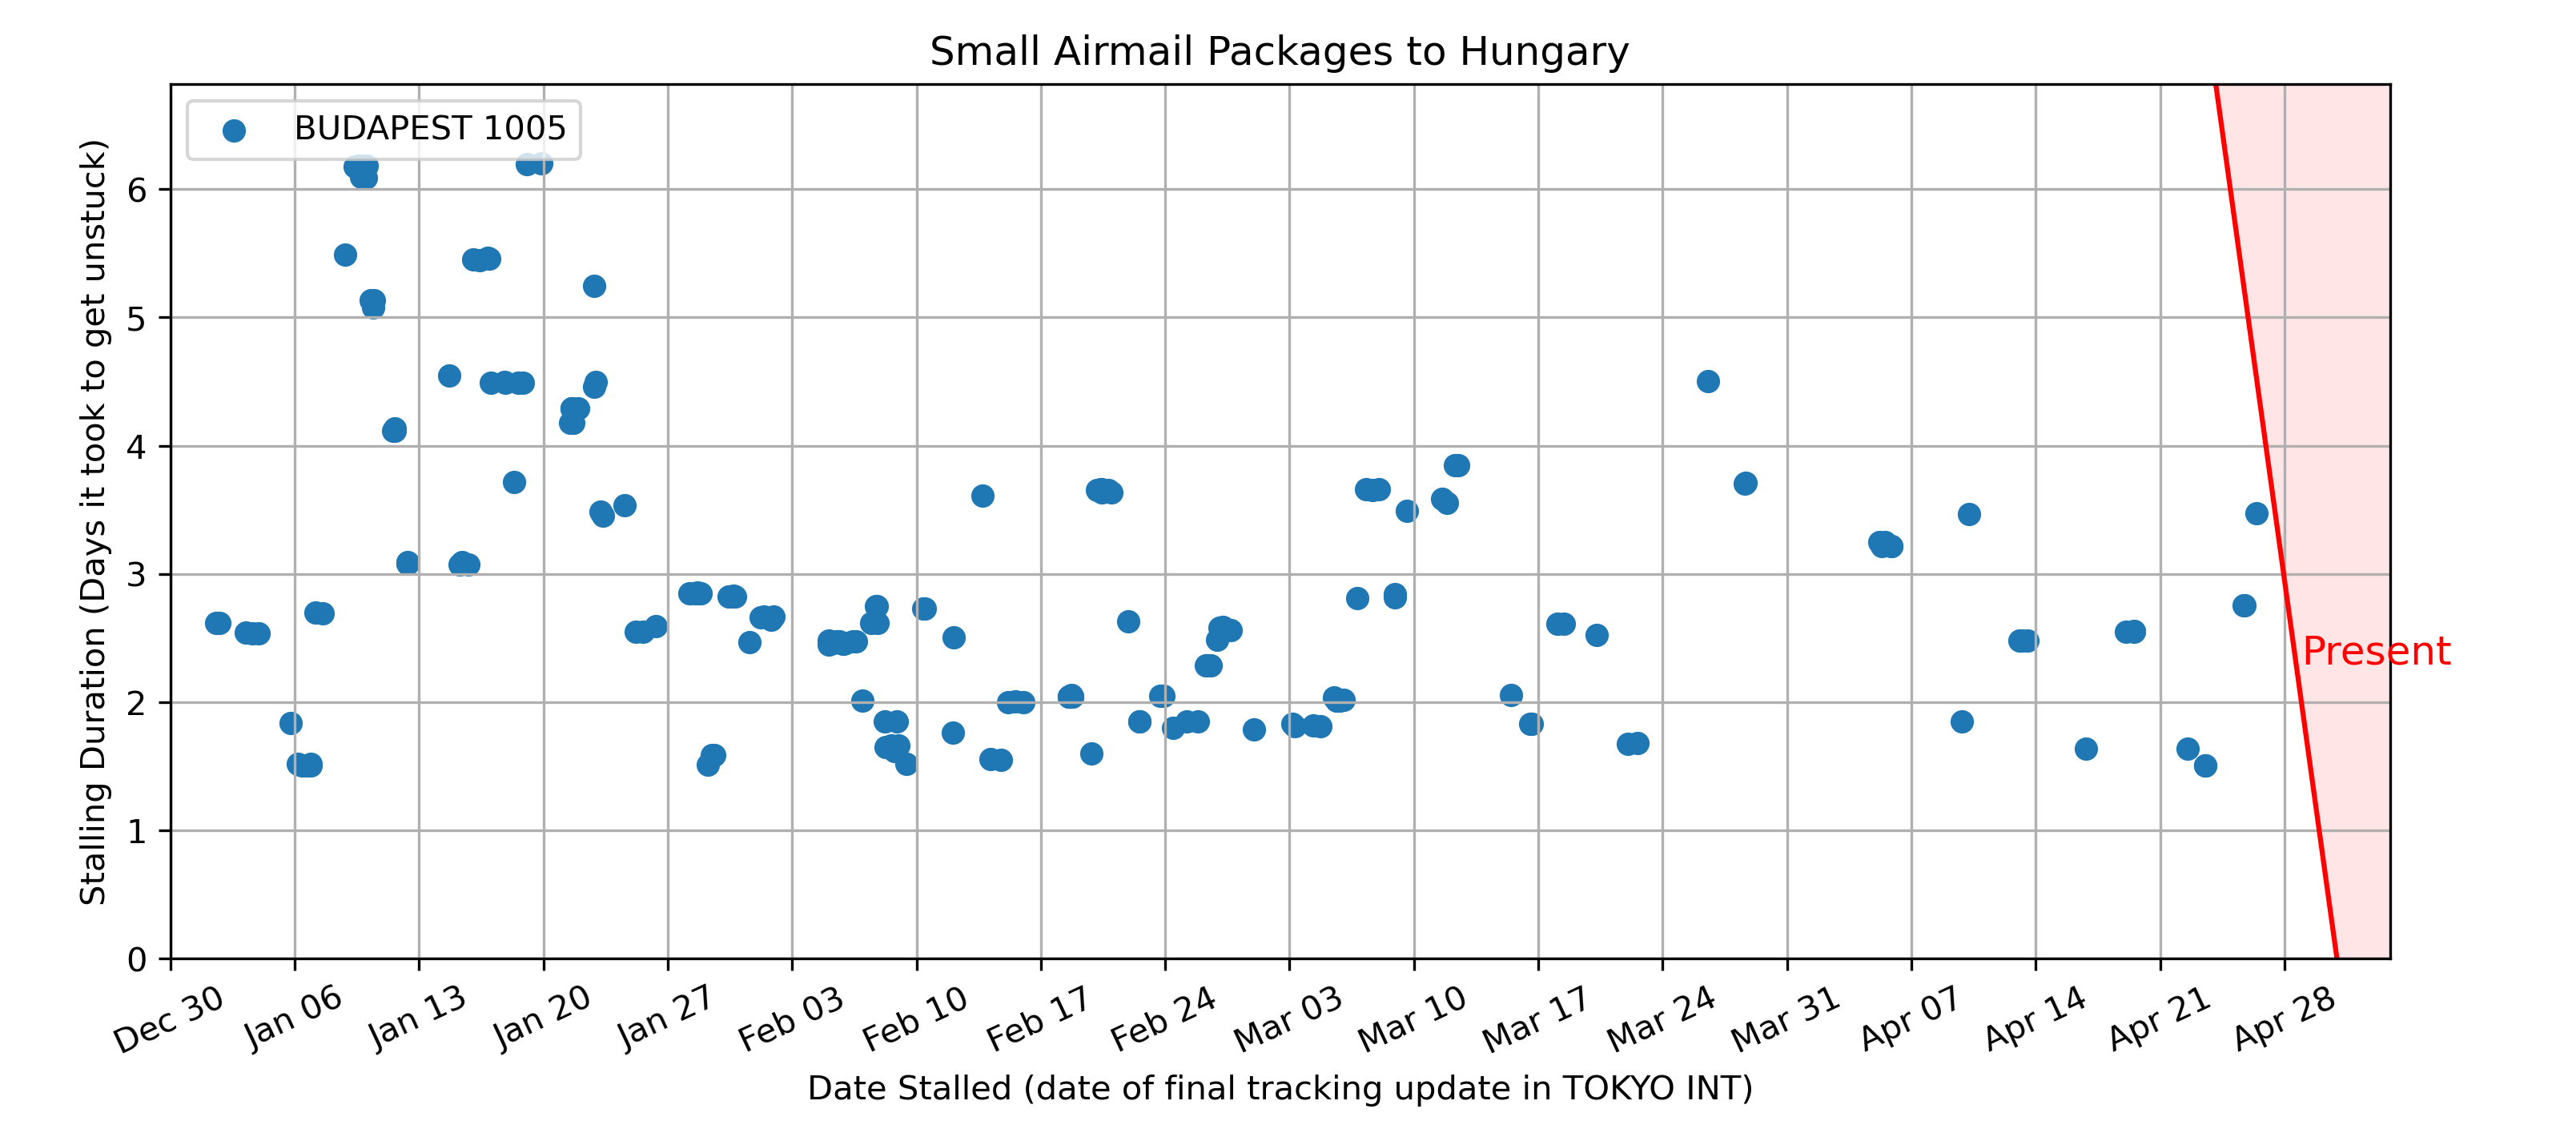 Small Airmail Packages to Hungary
BUDAPEST 1005
Stalling Duration (Days it took to get unstuck)
6
5
4
3
2
1
0
Present
Dec 30
Jan 06
Jan 13
Jan 20
Jan 27
Feb 03
Feb 10
Feb 17
Feb 24
Mar 03
Mar 10
Mar 17
Mar 24
Mar 31
Apr 07
Apr 14
Apr 21
Apr 28
Date Stalled (date of final tracking update in TOKYO INT)